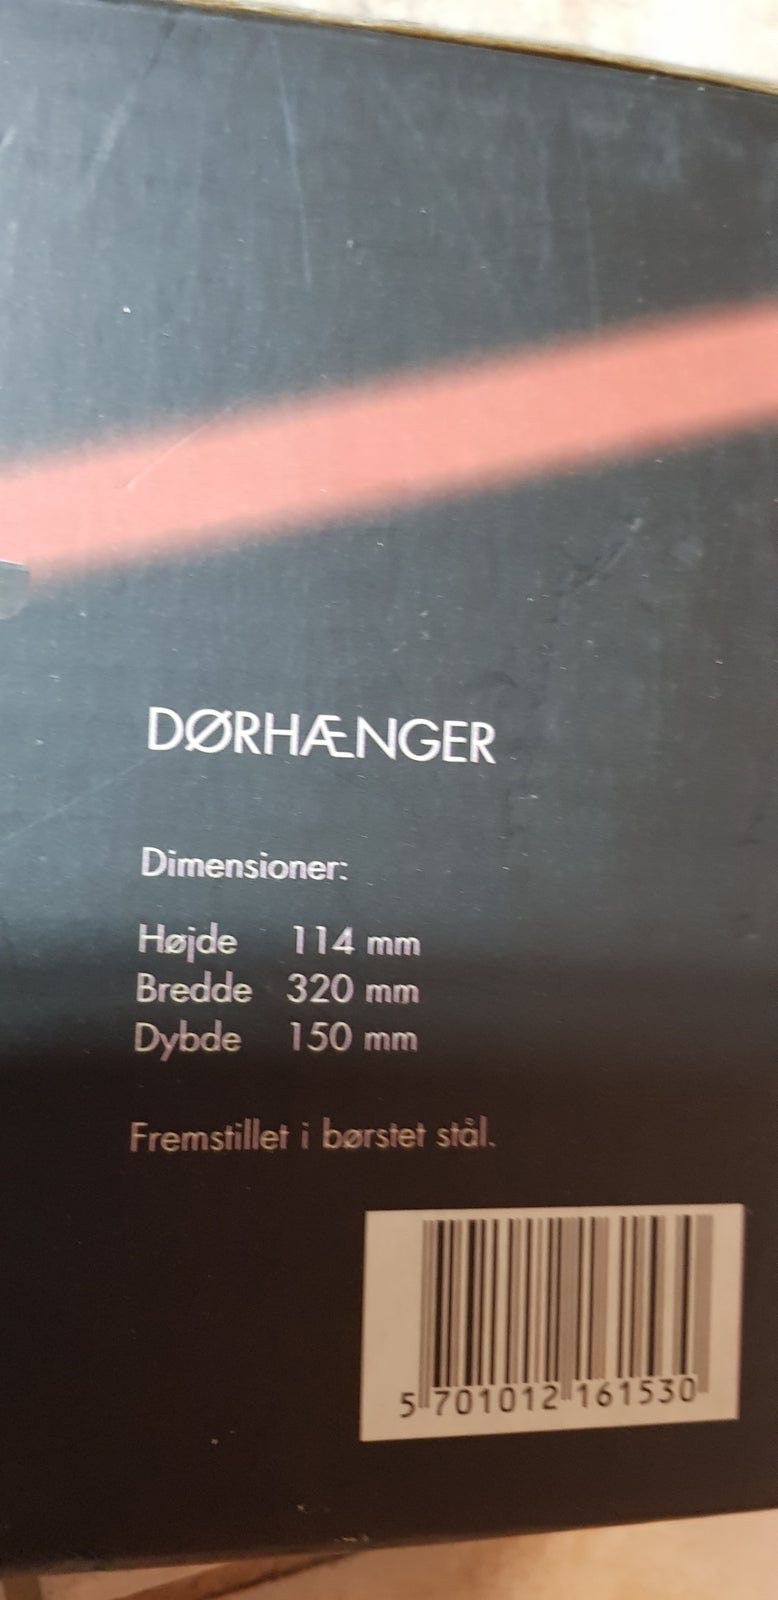 DØRHÆNGER
Dimensioner:
Højde 114 mm
Bredde 320 mm
Dybde 150 mm
Fremstillet i børstet stål.
5 701012 161530